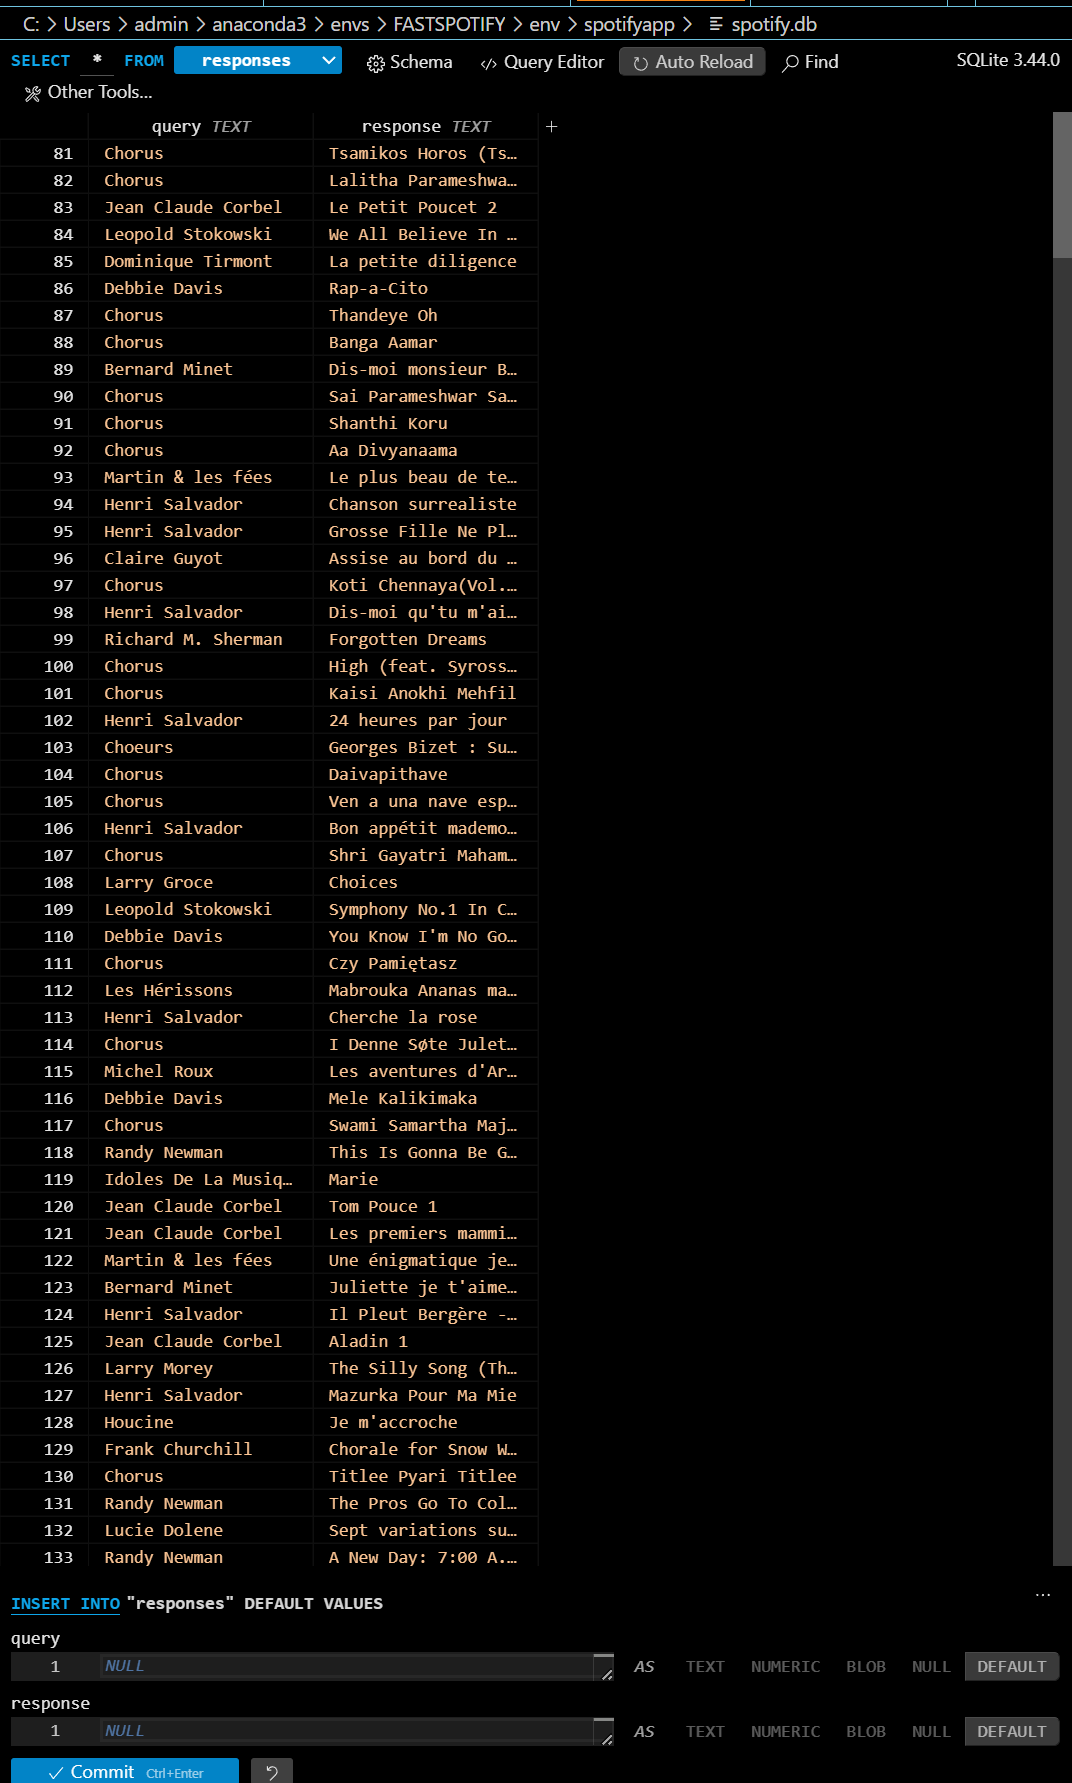 C: > Users > admin > anaconda3 > envs > FASTSPOTIFY > env > spotifyapp > spotify.db
SELECT * FROM responses Schema Query Editor Auto Reload Find SQLite 3.44.0
Other Tools...
query TEXT response TEXT +
81 Chorus Tsamikos Horos (Ts…
82 Chorus Lalitha Parameshwa…
83 Jean Claude Corbel Le Petit Poucet 2
84 Leopold Stokowski We All Believe In …
85 Dominique Tirmont La petite diligence
86 Debbie Davis Rap-a-Cito
87 Chorus Thandeye Oh
88 Chorus Banga Aamar
89 Bernard Minet Dis-moi monsieur B…
90 Chorus Sai Parameshwar Sa…
91 Chorus Shanthi Koru
92 Chorus Aa Divyanaama
93 Martin & les fées Le plus beau de te…
94 Henri Salvador Chanson surrealiste
95 Henri Salvador Grosse Fille Ne Pl…
96 Claire Guyot Assise au bord du …
97 Chorus Koti Chennaya(Vol.…
98 Henri Salvador Dis-moi qu'tu m'ai…
99 Richard M. Sherman Forgotten Dreams
100 Chorus High (feat. Syross…
101 Chorus Kaisi Anokhi Mehfil
102 Henri Salvador 24 heures par jour
103 Choeurs Georges Bizet : Su…
104 Chorus Daivapithave
105 Chorus Ven a una nave esp…
106 Henri Salvador Bon appétit mademo…
107 Chorus Shri Gayatri Maham…
108 Larry Groce Choices
109 Leopold Stokowski Symphony No.1 In C…
110 Debbie Davis You Know I'm No Go…
111 Chorus Czy Pamiętasz
112 Les Hérissons Mabrouka Ananas ma…
113 Henri Salvador Cherche la rose
114 Chorus I Denne Søte Julet…
115 Michel Roux Les aventures d'Ar…
116 Debbie Davis Mele Kalikimaka
117 Chorus Swami Samartha Maj…
118 Randy Newman This Is Gonna Be G…
119 Idoles De La Musiq… Marie
120 Jean Claude Corbel Tom Pouce 1
121 Jean Claude Corbel Les premiers mammi…
122 Martin & les fées Une énigmatique je…
123 Bernard Minet Juliette je t'aime…
124 Henri Salvador Il Pleut Bergère -…
125 Jean Claude Corbel Aladin 1
126 Larry Morey The Silly Song (Th…
127 Henri Salvador Mazurka Pour Ma Mie
128 Houcine Je m'accroche
129 Frank Churchill Chorale for Snow W…
130 Chorus Titlee Pyari Titlee
131 Randy Newman The Pros Go To Col…
132 Lucie Dolene Sept variations su…
133 Randy Newman A New Day: 7:00 A.…
INSERT INTO "responses" DEFAULT VALUES ...
query
1 NULL AS TEXT NUMERIC BLOB NULL DEFAULT
response
1 NULL AS TEXT NUMERIC BLOB NULL DEFAULT
Commit Ctrl+Enter